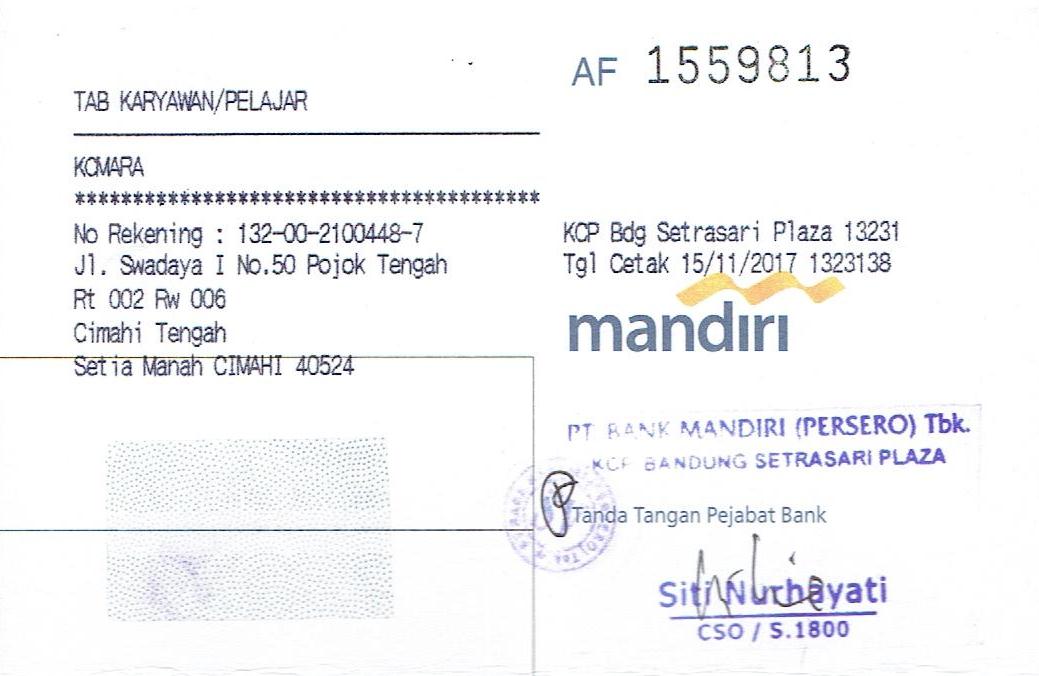 AF 1559813
TAB KARYAWAN/PELAJAR
KOMARA
****************************************
No Rekening : 132-00-2100448-7
Jl. Swadaya I No.50 Pojok Tengah
Rt 002 Rw 006
Cimahi Tengah
Setia Manah CIMAHI 40524
KCP Bdg Setrasari Plaza 13231
Tgl Cetak 15/11/2017 1323138
mandiri
PT BANK MANDIRI (PERSERO) Tbk.
KCP BANDUNG SETRASARI PLAZA
Tanda Tangan Pejabat Bank
Siti Nurhayati
CSO / S.1800